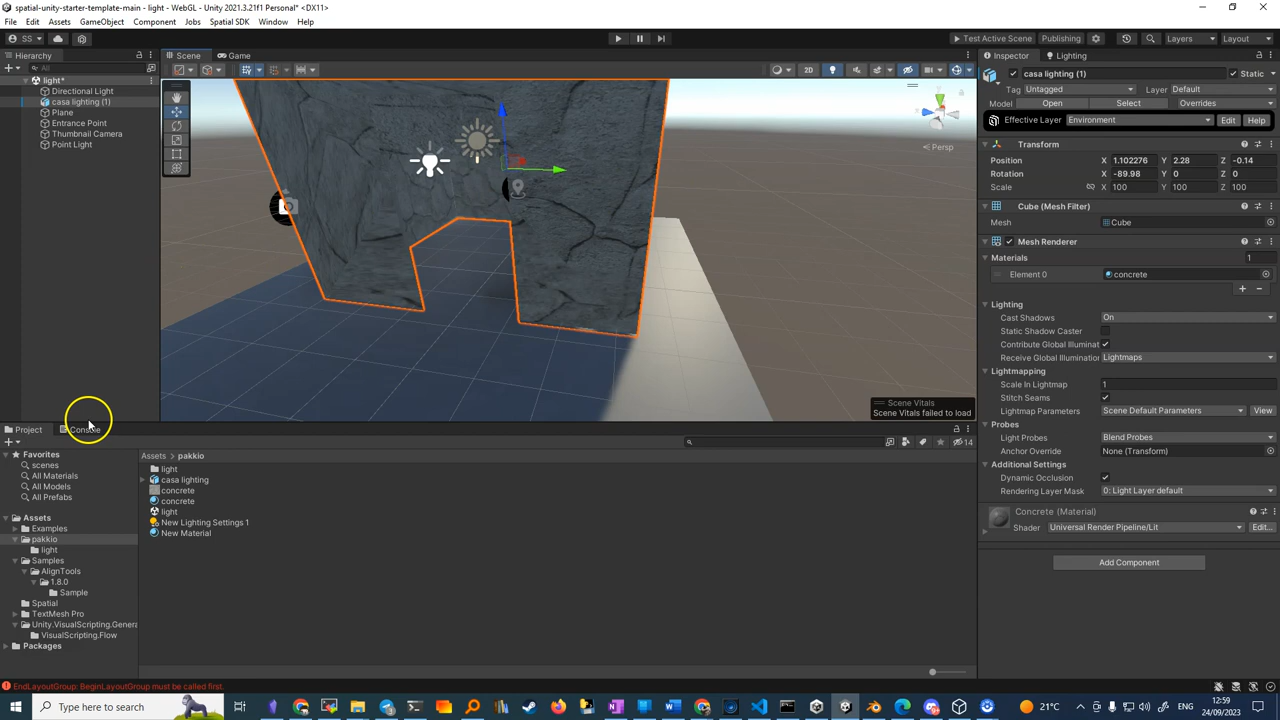 spatial-unity-starter-template-main - light - WebGL - Unity 2021.3.21f1 Personal* <DX11>
File Edit Assets GameObject Component Jobs Spatial SDK Window Help
SS Test Active Scene Publishing Layers Layout
Hierarchy Scene Game Inspector Lighting
All 2D
light*
Directional Light
casa lighting (1)
Plane
Entrance Point
Thumbnail Camera
Point Light
Persp
Scene Vitals
Scene Vitals failed to load
casa lighting (1) Static
Tag Untagged Layer Default
Model Open Select Overrides
Effective Layer Environment Edit Help
Transform
Position X 1.102276 Y 2.28 Z -0.14
Rotation X -89.98 Y 0 Z 0
Scale X 100 Y 100 Z 100
Cube (Mesh Filter)
Mesh Cube
Mesh Renderer
Materials 1
Element 0 concrete
Lighting
Cast Shadows On
Static Shadow Caster
Contribute Global Illuminat
Receive Global Illumination Lightmaps
Lightmapping
Scale In Lightmap 1
Stitch Seams
Lightmap Parameters Scene Default Parameters View
Probes
Light Probes Blend Probes
Anchor Override None (Transform)
Additional Settings
Dynamic Occlusion
Rendering Layer Mask 0: Light Layer default
Concrete (Material)
Shader Universal Render Pipeline/Lit Edit...
Add Component
Project Console
14
Favorites
scenes
All Materials
All Models
All Prefabs
Assets
Examples
pakkio
light
Samples
AlignTools
1.8.0
Sample
Spatial
TextMesh Pro
Unity.VisualScripting.Genera
VisualScripting.Flow
Packages
Assets pakkio
light
casa lighting
concrete
concrete
light
New Lighting Settings 1
New Material
EndLayoutGroup: BeginLayoutGroup must be called first.
Type here to search 21°C 12:59
24/09/2023